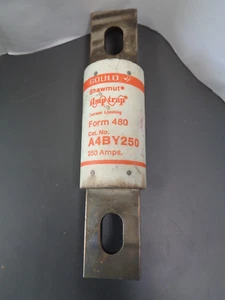 GOULD
Shawmut
Amp-trap
Current Limiting
Form 480
Cat. No.
A4BY250
250 Amps.